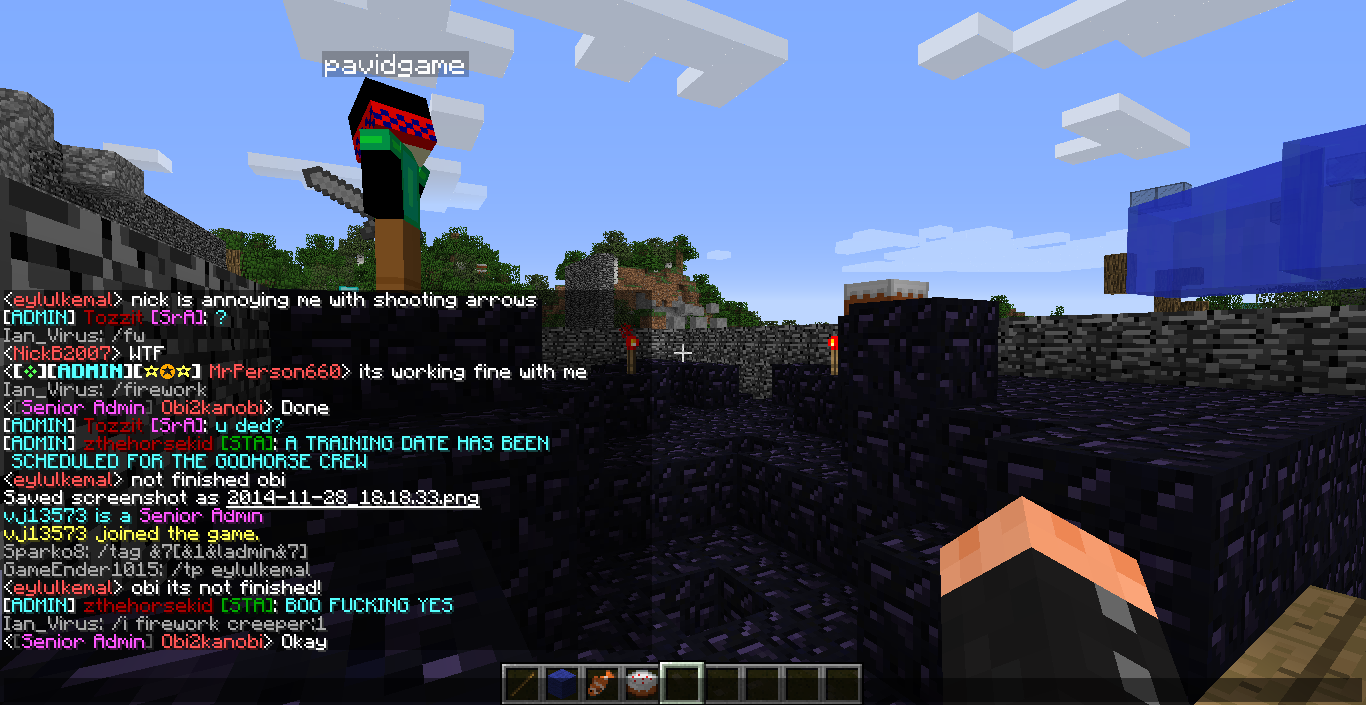 pavidgame
<eylulkemal> nick is annoying me with shooting arrows
[ADMIN] Tozzit [SrA]: ?
Ian_Virus: /fw
<NickB2007> WTF
<[❖][ADMIN][☆✪☆] MrPerson660> its working fine with me
Ian_Virus: /firework
<[Senior Admin] Obi2kanobi> Done
[ADMIN] Tozzit [SrA]: u ded?
[ADMIN] zthehorsekid [STA]: A TRAINING DATE HAS BEEN
SCHEDULED FOR THE GODHORSE CREW
<eylulkemal> not finished obi
Saved screenshot as 2014-11-28_18.18.33.png
vj13573 is a Senior Admin
vj13573 joined the game.
Sparko8: /tag &7[&1&ladmin&7]
GameEnder1015: /tp eylulkemal
<eylulkemal> obi its not finished!
[ADMIN] zthehorsekid [STA]: BOO FUCKING YES
Ian_Virus: /i firework creeper:1
<[Senior Admin] Obi2kanobi> Okay